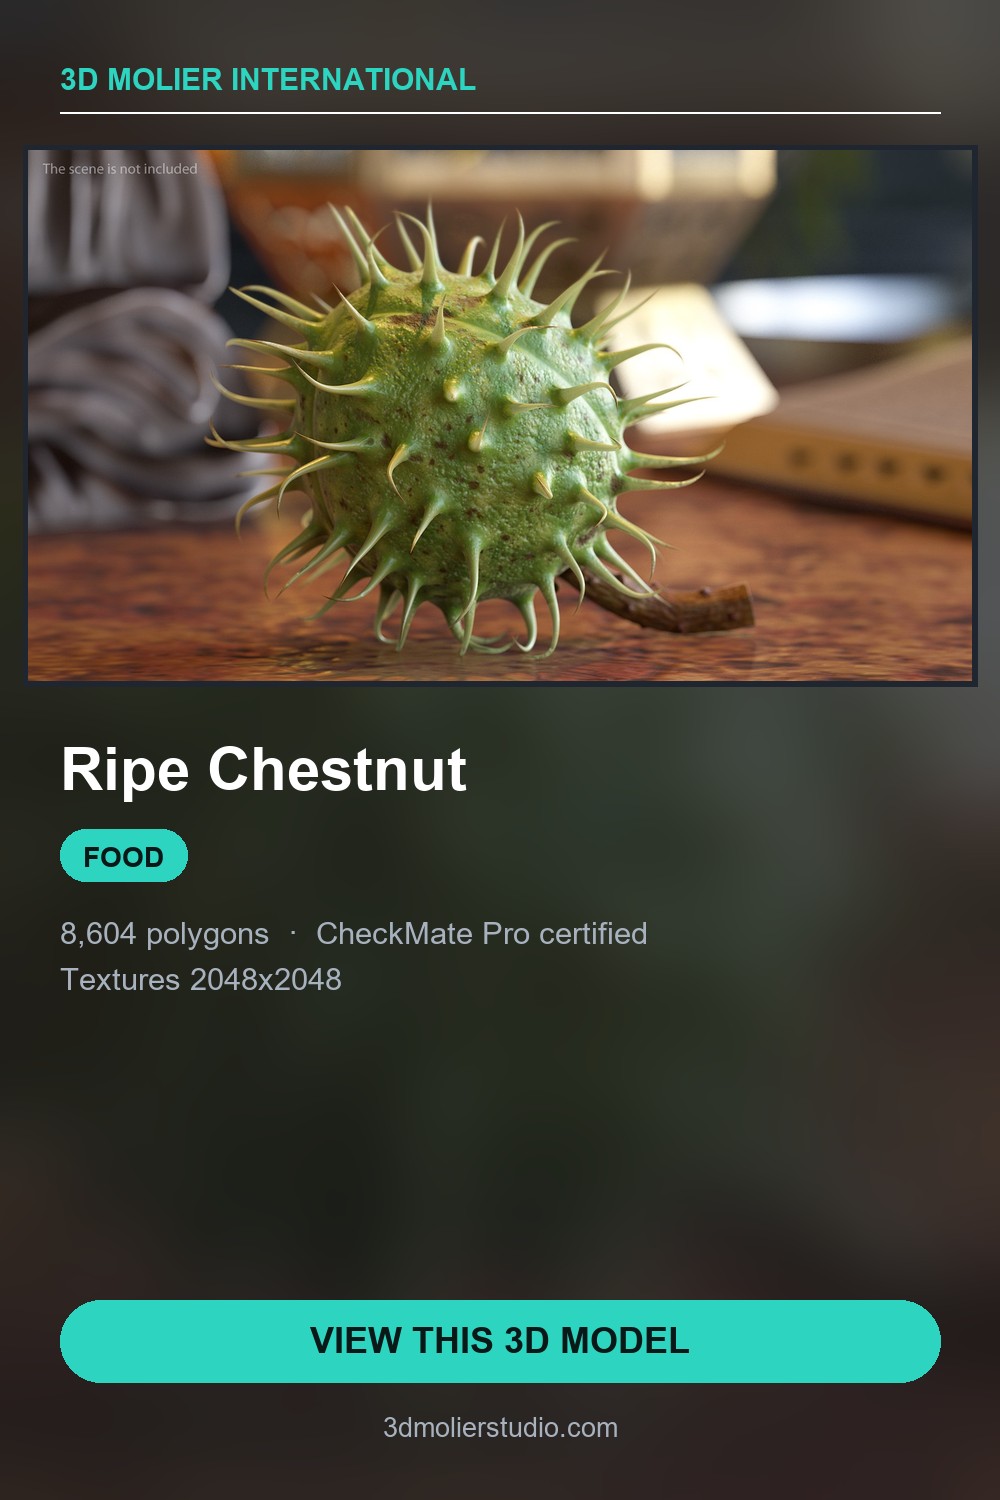 3D MOLIER INTERNATIONAL
The scene is not included
Ripe Chestnut
FOOD
8,604 polygons · CheckMate Pro certified
Textures 2048x2048
VIEW THIS 3D MODEL
3dmolierstudio.com